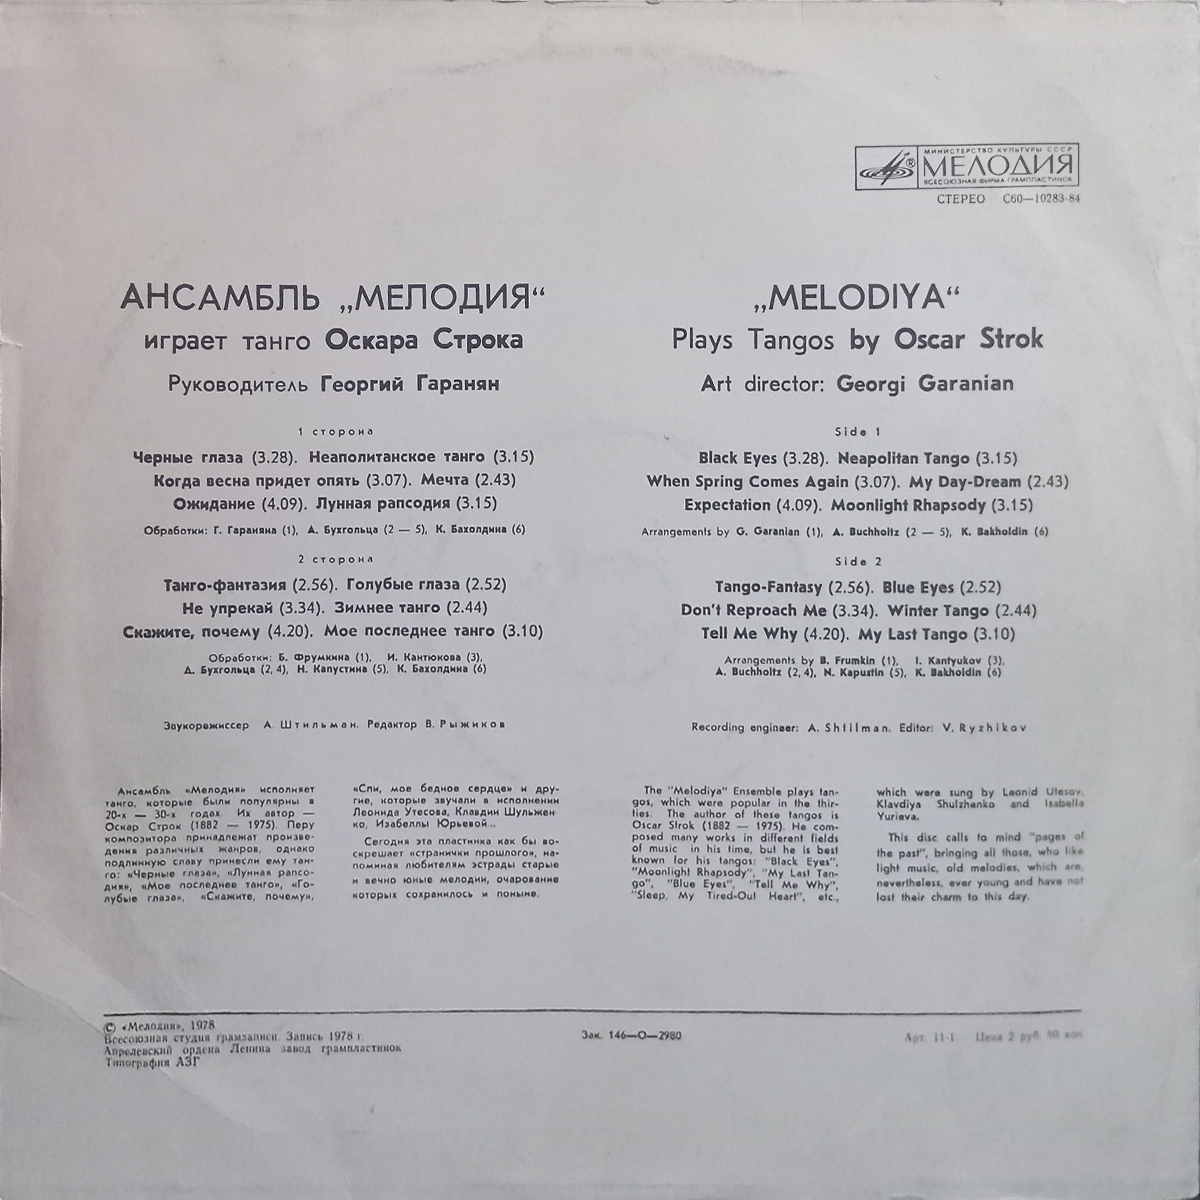 МИНИСТЕРСТВО КУЛЬТУРЫ СССР
МЕЛОДИЯ
ВСЕСОЮЗНАЯ ФИРМА ГРАМПЛАСТИНОК
СТЕРЕО С60—10283-84
АНСАМБЛЬ „МЕЛОДИЯ“
играет танго Оскара Строка
Руководитель Георгий Гаранян
1 сторона
Черные глаза (3.28). Неаполитанское танго (3.15)
Когда весна придет опять (3.07). Мечта (2.43)
Ожидание (4.09). Лунная рапсодия (3.15)
Обработки: Г. Гараняна (1), А. Бухгольца (2 — 5), К. Бахолдина (6)
2 сторона
Танго-фантазия (2.56). Голубые глаза (2.52)
Не упрекай (3.34). Зимнее танго (2.44)
Скажите, почему (4.20). Мое последнее танго (3.10)
Обработки: Б. Фрумкина (1), И. Кантюкова (3),
А. Бухгольца (2, 4), Н. Капустина (5), К. Бахолдина (6)
Звукорежиссер А. Штильман. Редактор В. Рыжиков
Ансамбль «Мелодия» исполняет
танго, которые были популярны в
20-х — 30-х годах. Их автор —
Оскар Строк (1882 — 1975). Перу
композитора принадлежат произве-
дения различных жанров, однако
подлинную славу принесли ему тан-
го: «Черные глаза», «Лунная рапсо-
дия», «Мое последнее танго», «Го-
лубые глаза», «Скажите, почему»,
«Спи, мое бедное сердце» и дру-
гие, которые звучали в исполнении
Леонида Утесова, Клавдии Шульжен-
ко, Изабеллы Юрьевой...
Сегодня эта пластинка как бы во-
скрешает «странички прошлого», на-
поминая любителям эстрады старые
и вечно юные мелодии, очарование
которых сохранилось и поныне.
„MELODIYA“
Plays Tangos by Oscar Strok
Art director: Georgi Garanian
Side 1
Black Eyes (3.28). Neapolitan Tango (3.15)
When Spring Comes Again (3.07). My Day-Dream (2.43)
Expectation (4.09). Moonlight Rhapsody (3.15)
Arrangements by G. Garanian (1), A. Buchholtz (2 — 5), K. Bakholdin (6)
Side 2
Tango-Fantasy (2.56). Blue Eyes (2.52)
Don't Reproach Me (3.34). Winter Tango (2.44)
Tell Me Why (4.20). My Last Tango (3.10)
Arrangements by B. Frumkin (1), I. Kantyukov (3),
A. Buchholtz (2, 4), N. Kapustin (5), K. Bakholdin (6)
Recording engineer: A. Shtilman. Editor: V. Ryzhikov
The "Melodiya" Ensemble plays tan-
gos, which were popular in the thir-
ties. The author of these tangos is
Oscar Strok (1882 — 1975). He com-
posed many works in different fields
of music in his time, but he is best
known for his tangos: "Black Eyes",
"Moonlight Rhapsody", "My Last Tan-
go", "Blue Eyes", "Tell Me Why",
"Sleep, My Tired-Out Heart", etc.,
which were sung by Leonid Utesov,
Klavdiya Shulzhenko and Isabella
Yurieva.
This disc calls to mind "pages of
the past", bringing all those, who like
light music, old melodies, which are,
nevertheless, ever young and have not
lost their charm to this day.
© «Мелодия», 1978
Всесоюзная студия грамзаписи. Запись 1978 г.
Апрелевский ордена Ленина завод грампластинок
Типография АЗГ
Зак. 146—О—2980
Арт. 11-1 Цена 2 руб. 50 коп.